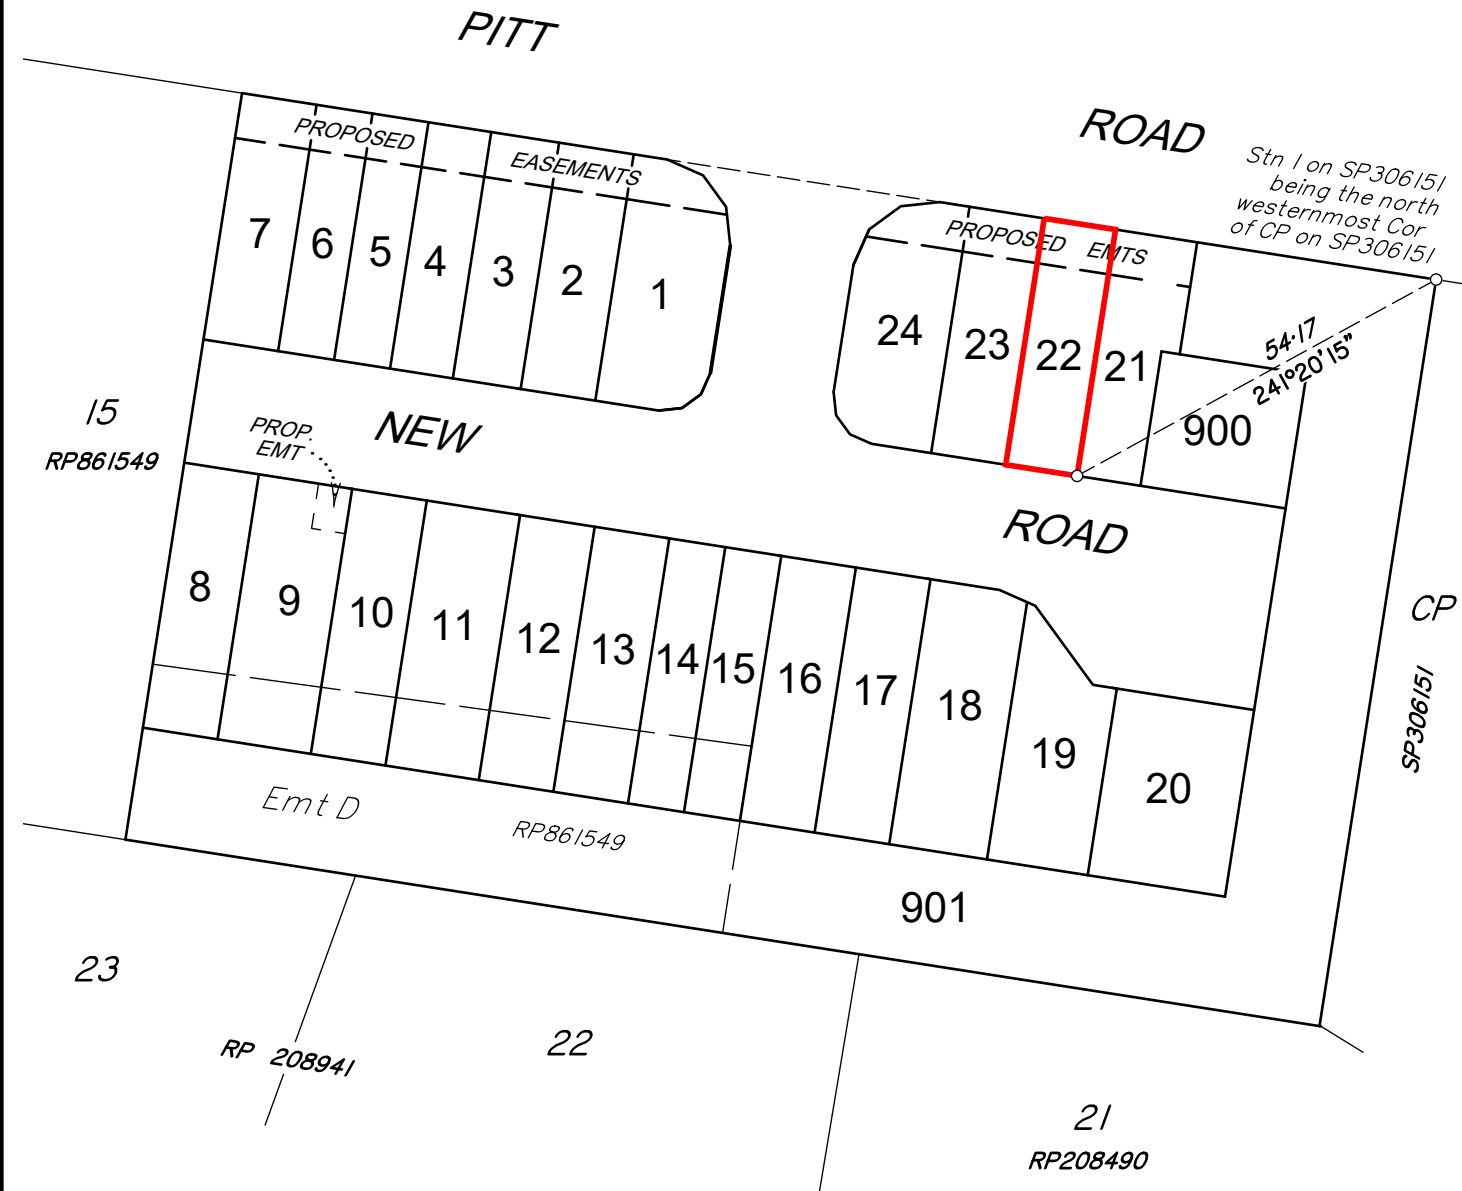 PITT
ROAD
Stn 1 on SP306151
being the north
westernmost Cor
of CP on SP306151
PROPOSED
EASEMENTS
PROPOSED EMTS
7
6
5
4
3
2
1
24
23
22
21
900
54·17
241°20'15"
15
RP861549
PROP.
EMT
NEW
ROAD
8
9
10
11
12
13
14
15
16
17
18
19
20
CP
SP306151
Emt D
RP861549
901
23
22
RP 208941
21
RP208490